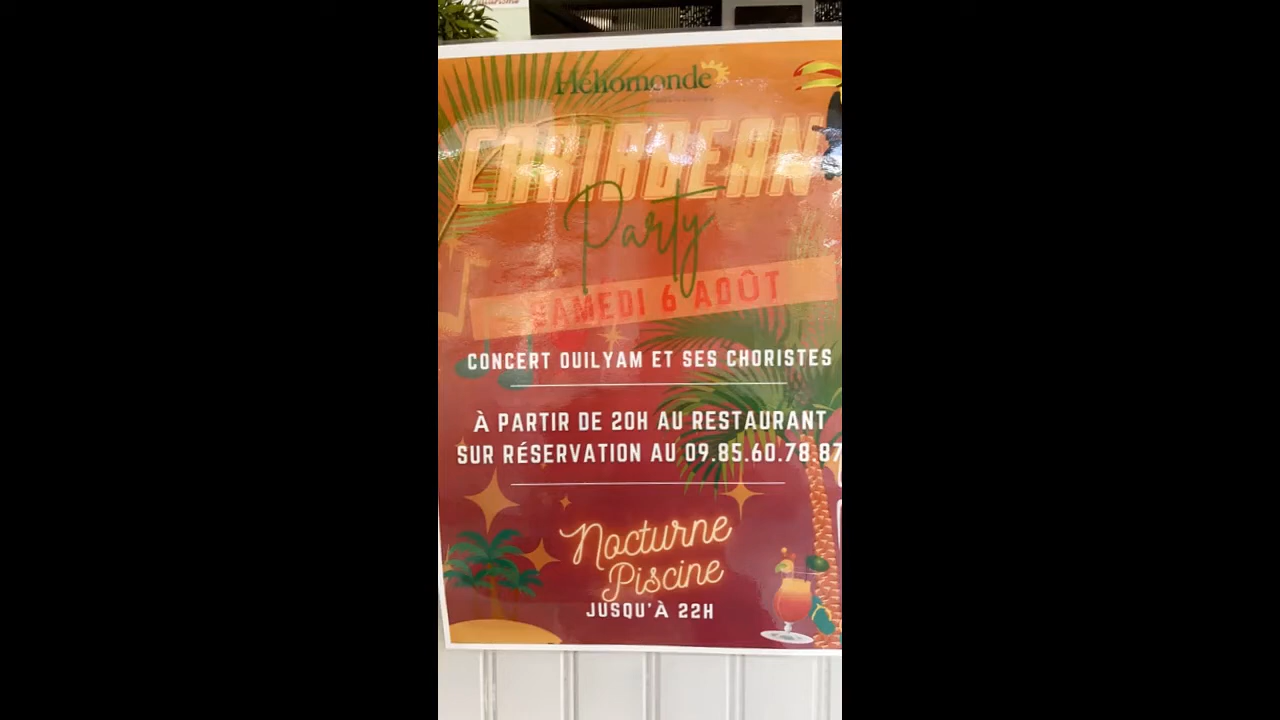 Héliomonde
CARIBBEAN
Party
SAMEDI 6 AOÛT
CONCERT OUILYAM ET SES CHORISTES
À PARTIR DE 20H AU RESTAURANT
SUR RÉSERVATION AU 09.85.60.78.87
Nocturne
Piscine
JUSQU'À 22H